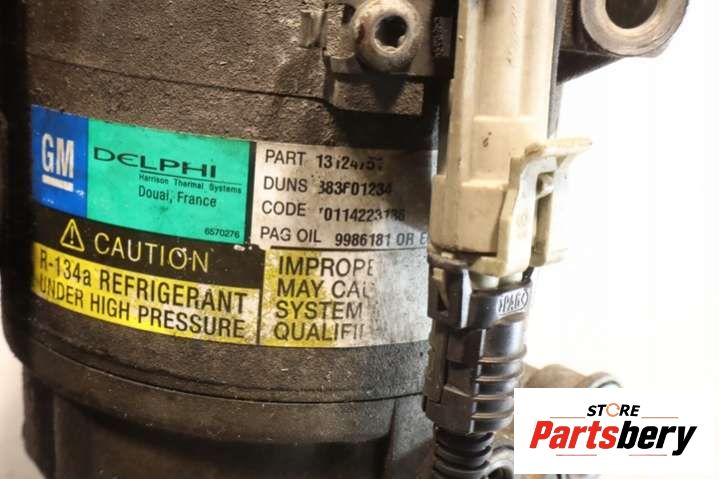 GM
DELPHI
Harrison Thermal Systems
Douai, France
6570276
PART
DUNS
CODE
PAG OIL 9986181 OR
CAUTION
R-134a REFRIGERANT
UNDER HIGH PRESSURE
MAY
SYSTEM
STORE
Partsbery